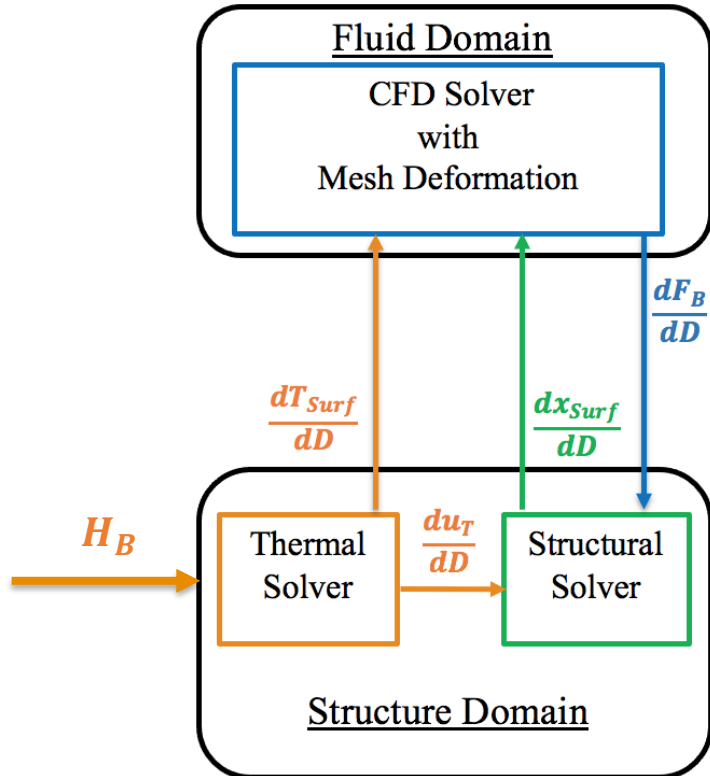 Fluid Domain
CFD Solver
with
Mesh Deformation
dF_B
dD
dT_Surf
dD
dx_Surf
dD
H_B
Thermal
Solver
du_T
dD
Structural
Solver
Structure Domain